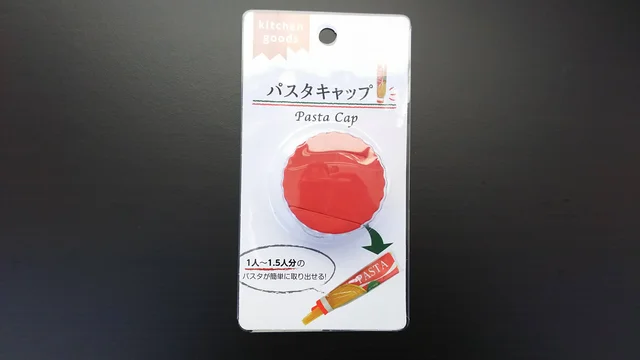 kitchen
goods
パスタキャップ
Pasta Cap
1人~1.5人分の
パスタが簡単に取り出せる!
PASTA